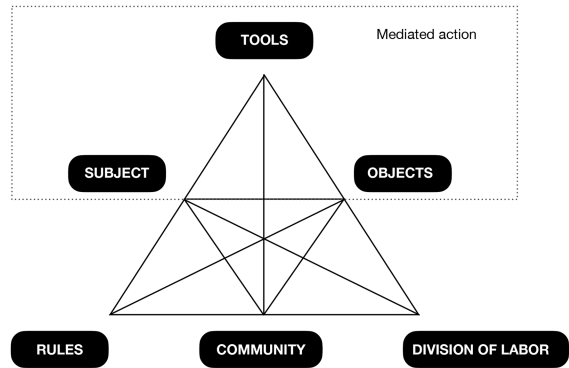 TOOLS
Mediated action
SUBJECT
OBJECTS
RULES
COMMUNITY
DIVISION OF LABOR